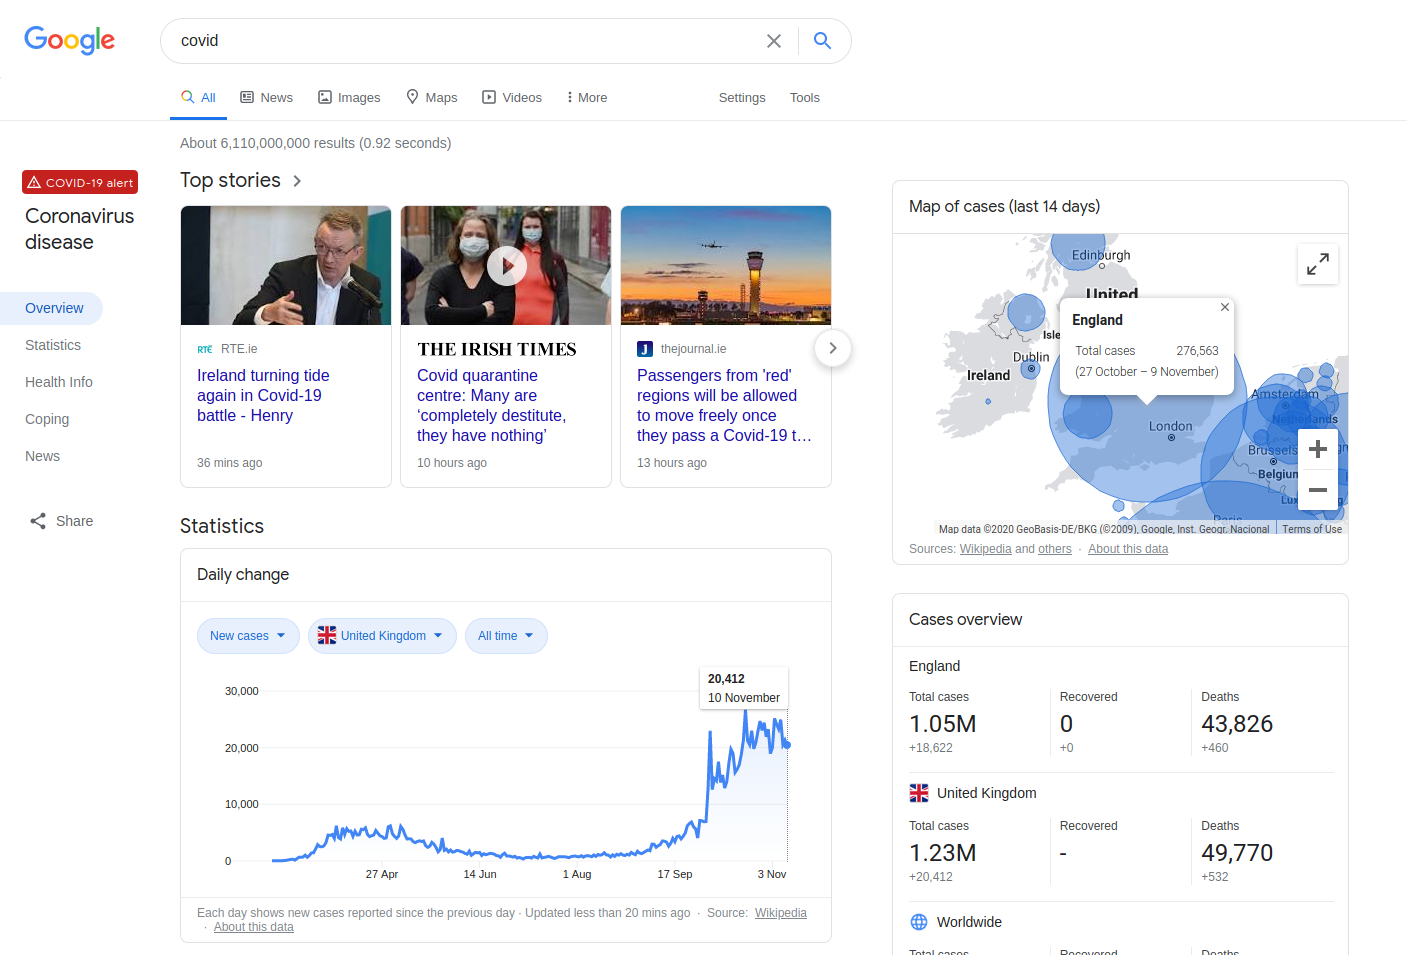 Google
covid
All
News
Images
Maps
Videos
More
Settings
Tools
About 6,110,000,000 results (0.92 seconds)
COVID-19 alert
Coronavirus
disease
Overview
Statistics
Health Info
Coping
News
Share
Top stories
RTÉ RTE.ie
Ireland turning tide
again in Covid-19
battle - Henry
36 mins ago
THE IRISH TIMES
Covid quarantine
centre: Many are
‘completely destitute,
they have nothing’
10 hours ago
J thejournal.ie
Passengers from 'red'
regions will be allowed
to move freely once
they pass a Covid-19 t…
13 hours ago
Statistics
Daily change
New cases
United Kingdom
All time
20,412
10 November
30,000
20,000
10,000
0
27 Apr
14 Jun
1 Aug
17 Sep
3 Nov
Each day shows new cases reported since the previous day · Updated less than 20 mins ago · Source: Wikipedia
· About this data
Map of cases (last 14 days)
Edinburgh
United
Isle
Dublin
Ireland
England
Total cases 276,563
(27 October – 9 November)
London
Amsterdam
Netherlands
Brussels
Belgium
Paris
Map data ©2020 GeoBasis-DE/BKG (©2009), Google, Inst. Geogr. Nacional
Terms of Use
Sources: Wikipedia and others · About this data
Cases overview
England
Total cases Recovered Deaths
1.05M 0 43,826
+18,622 +0 +460
United Kingdom
Total cases Recovered Deaths
1.23M - 49,770
+20,412 +532
Worldwide
Total cases Recovered Deaths